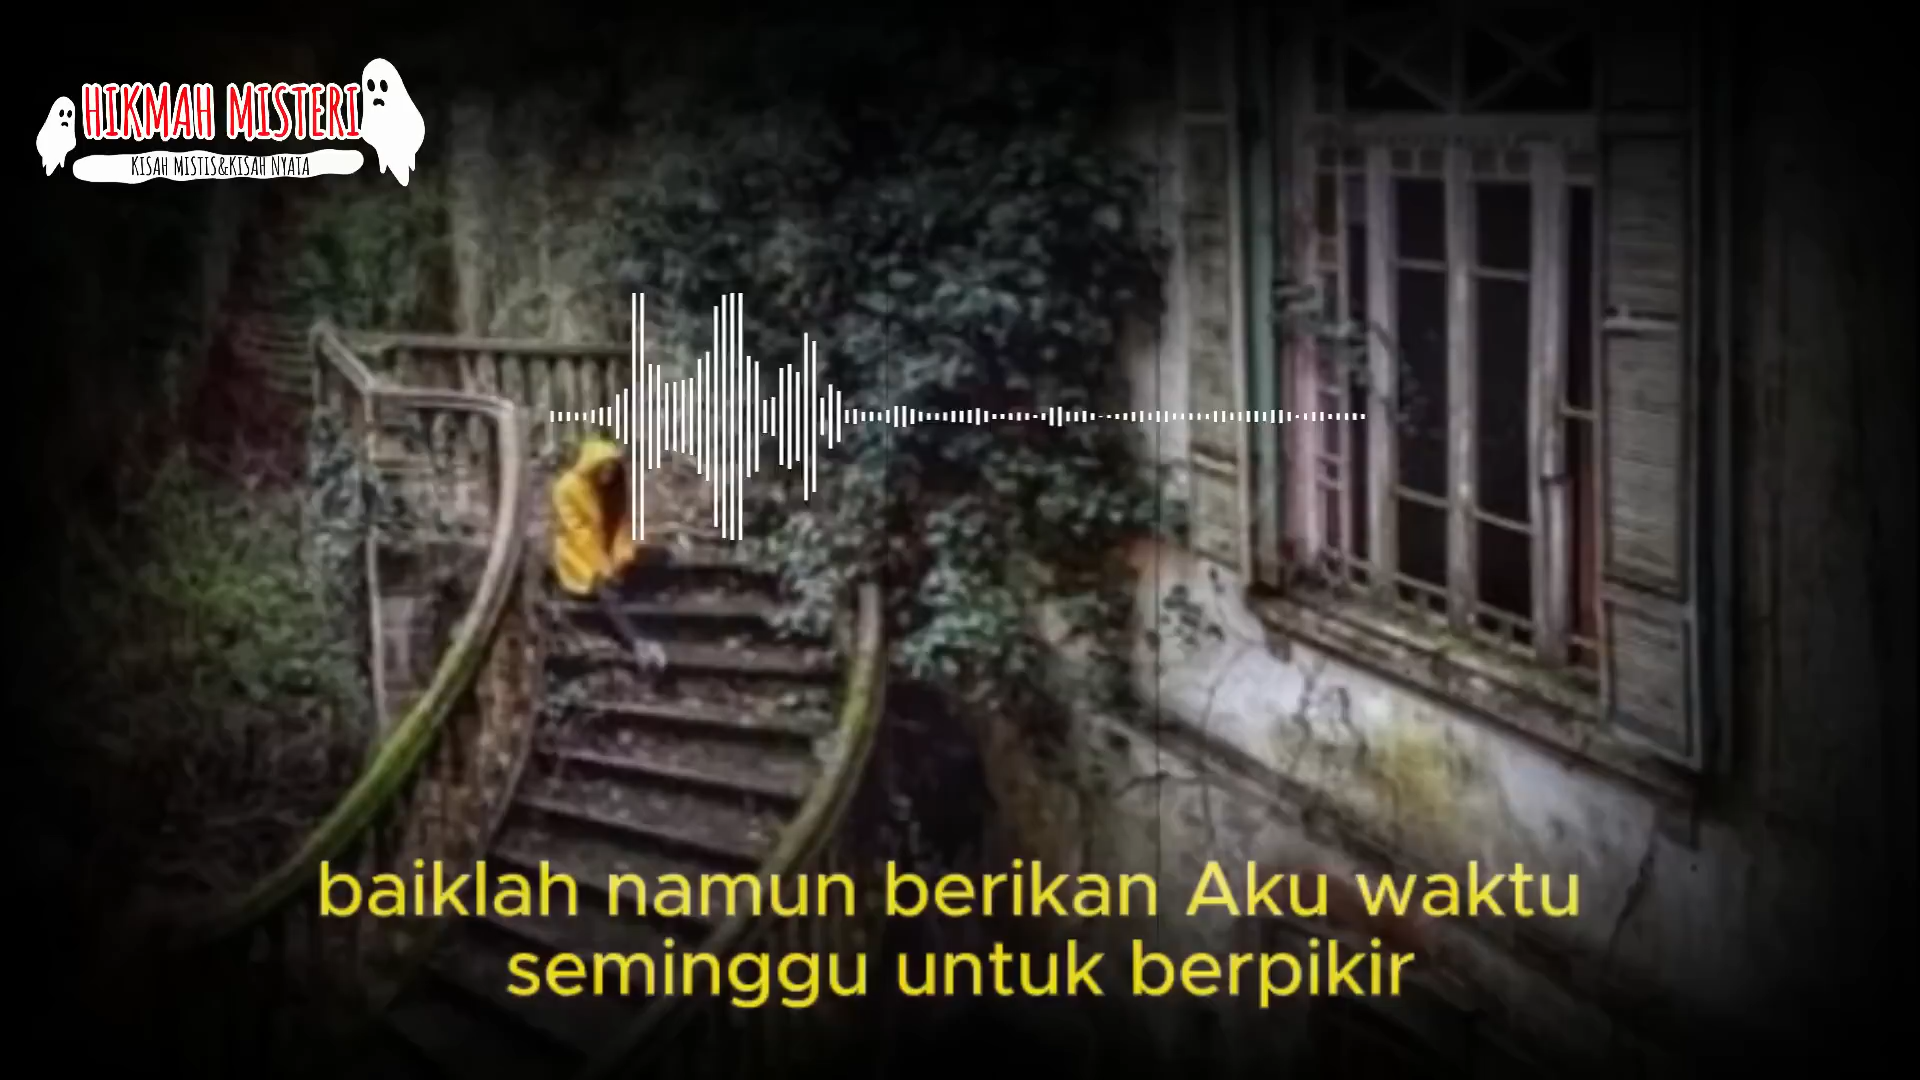 HIKMAH MISTERI
KISAH MISTIS&KISAH NYATA
baiklah namun berikan Aku waktu
seminggu untuk berpikir